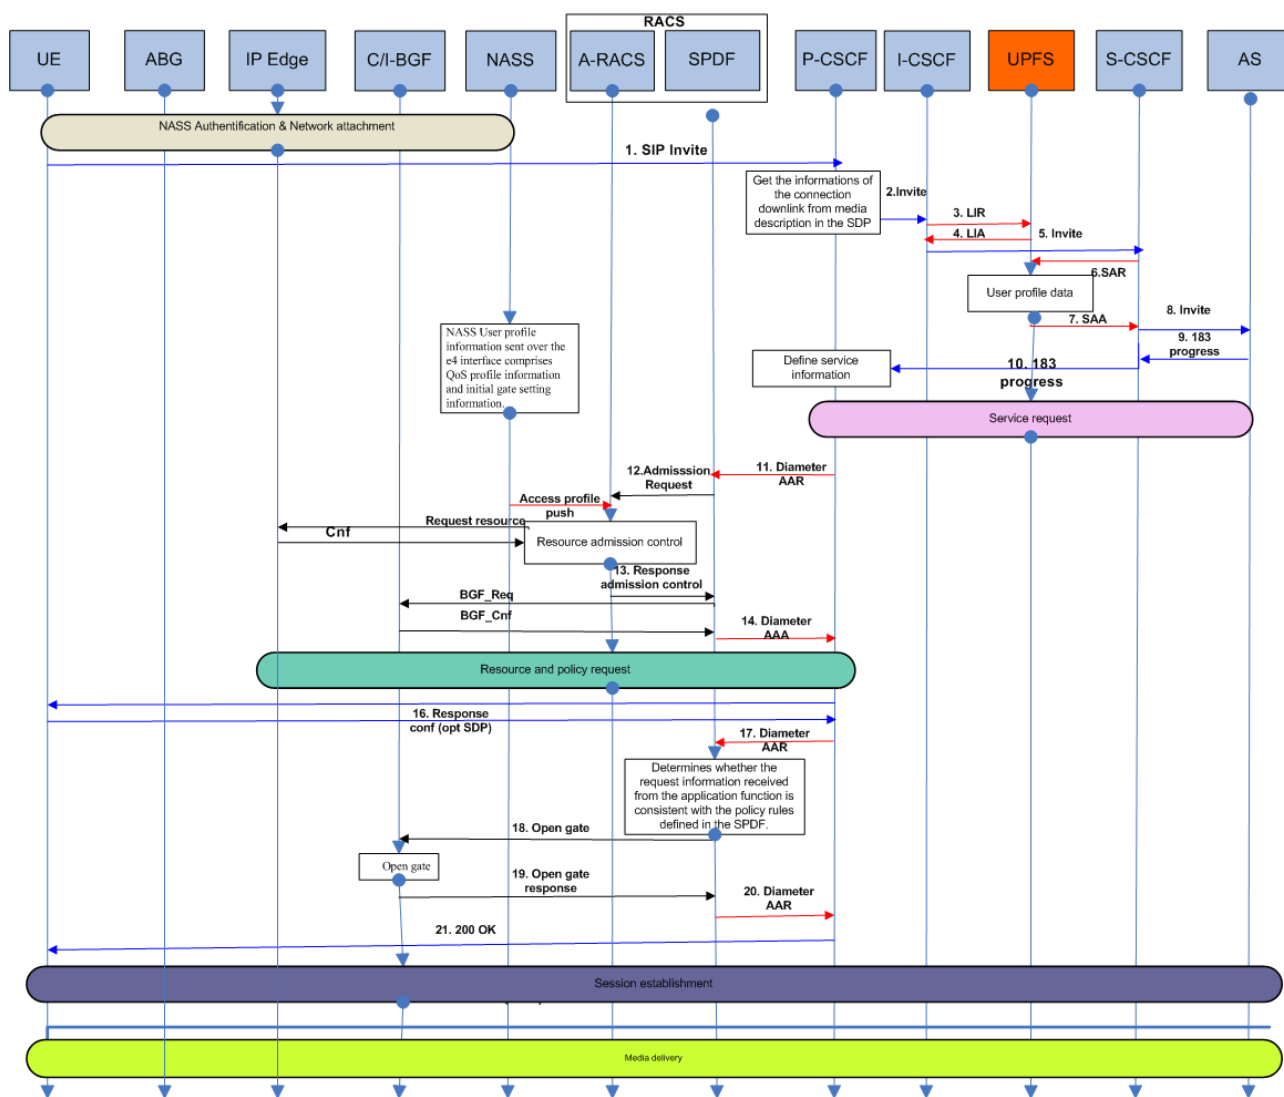 RACS
UE
ABG
IP Edge
C/I-BGF
NASS
A-RACS
SPDF
P-CSCF
I-CSCF
UPFS
S-CSCF
AS
NASS Authentification & Network attachment
1. SIP Invite
Get the informations of
the connection
downlink from media
description in the SDP
2.Invite
3. LIR
4. LIA
5. Invite
6.SAR
User profile data
7. SAA
8. Invite
9. 183
progress
NASS User profile
information sent over the
e4 interface comprises
QoS profile information
and initial gate setting
information.
Define service
information
10. 183
progress
Service request
11. Diameter
AAR
12.Admisssion
Request
Access profile
push
Request resource
Cnf
Resource admission control
13. Response
admission control
BGF_Req
BGF_Cnf
14. Diameter
AAA
Resource and policy request
16. Response
conf (opt SDP)
17. Diameter
AAR
Determines whether the
request information received
from the application function is
consistent with the policy rules
defined in the SPDF.
18. Open gate
Open gate
19. Open gate
response
20. Diameter
AAR
21. 200 OK
Session establishment
Media delivery